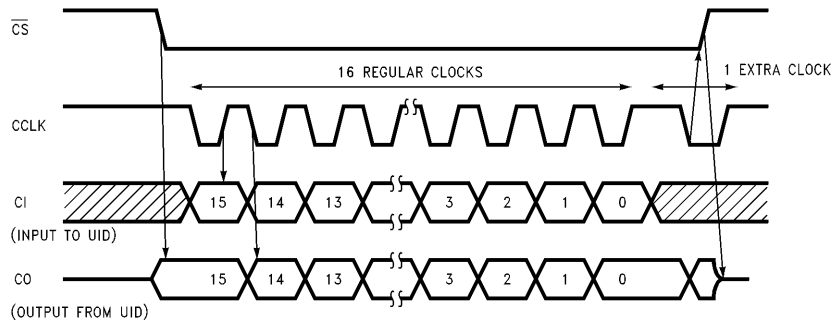 CS
16 REGULAR CLOCKS
1 EXTRA CLOCK
CCLK
CI 15 14 13 3 2 1 0
(INPUT TO UID)
CO 15 14 13 3 2 1 0
(OUTPUT FROM UID)